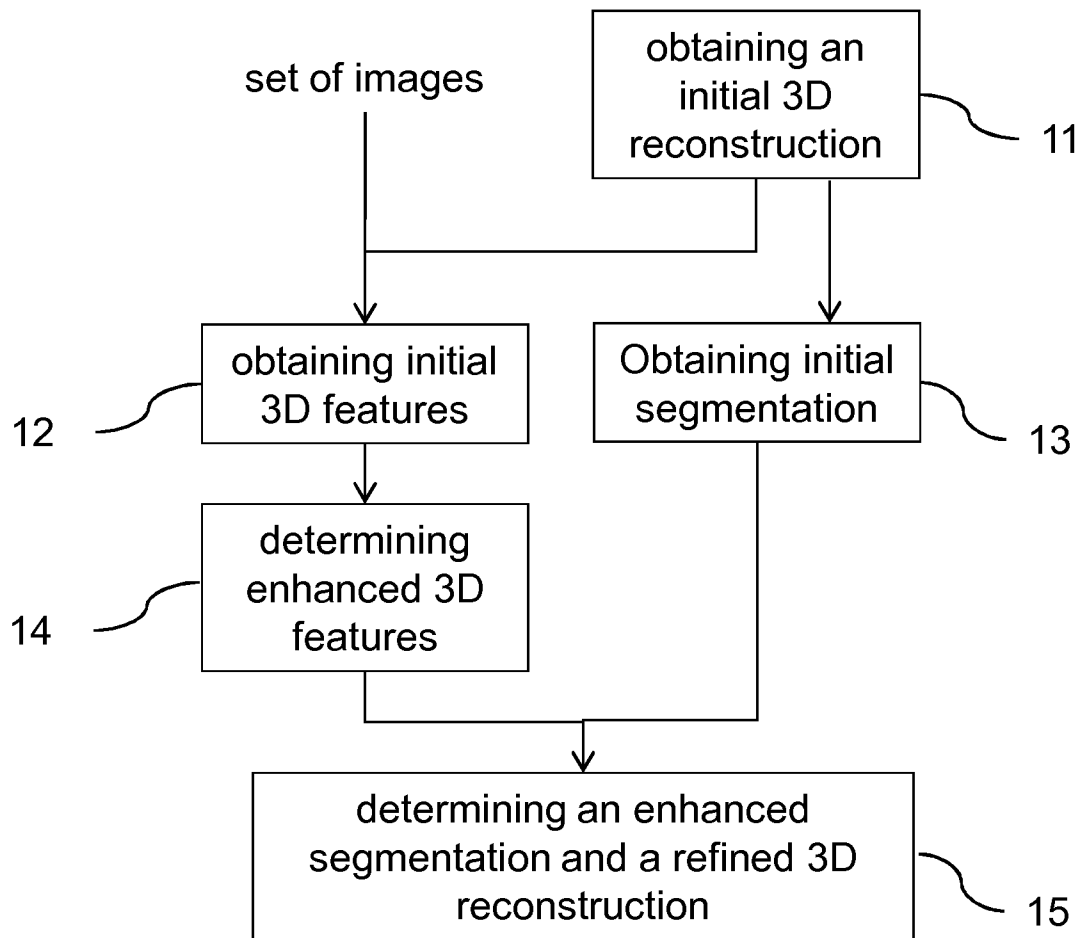 set of images
obtaining an
initial 3D
reconstruction
11
obtaining initial
3D features
12
Obtaining initial
segmentation
13
determining
enhanced 3D
features
14
determining an enhanced
segmentation and a refined 3D
reconstruction
15